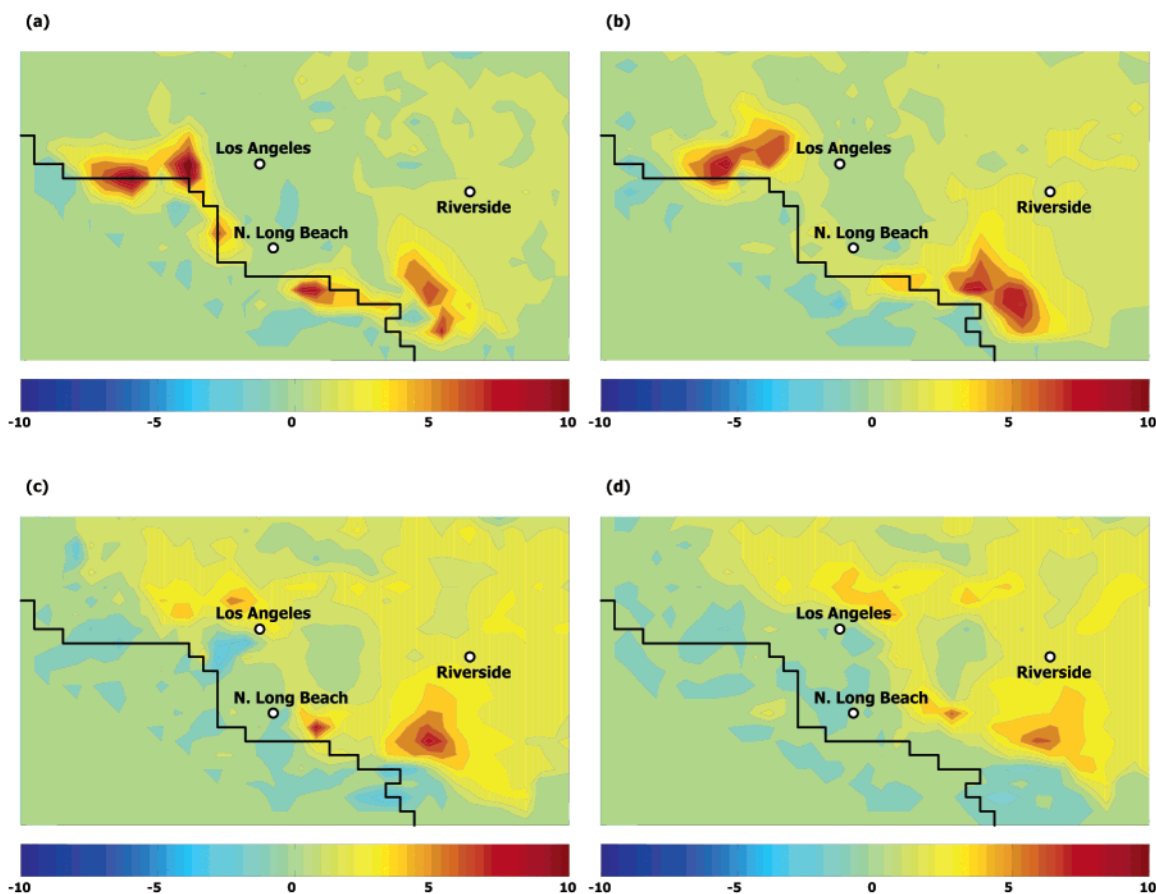 (a)
Los Angeles
Riverside
N. Long Beach
-10 -5 0 5 10
(b)
Los Angeles
Riverside
N. Long Beach
-10 -5 0 5 10
(c)
Los Angeles
Riverside
N. Long Beach
-10 -5 0 5 10
(d)
Los Angeles
Riverside
N. Long Beach
-10 -5 0 5 10